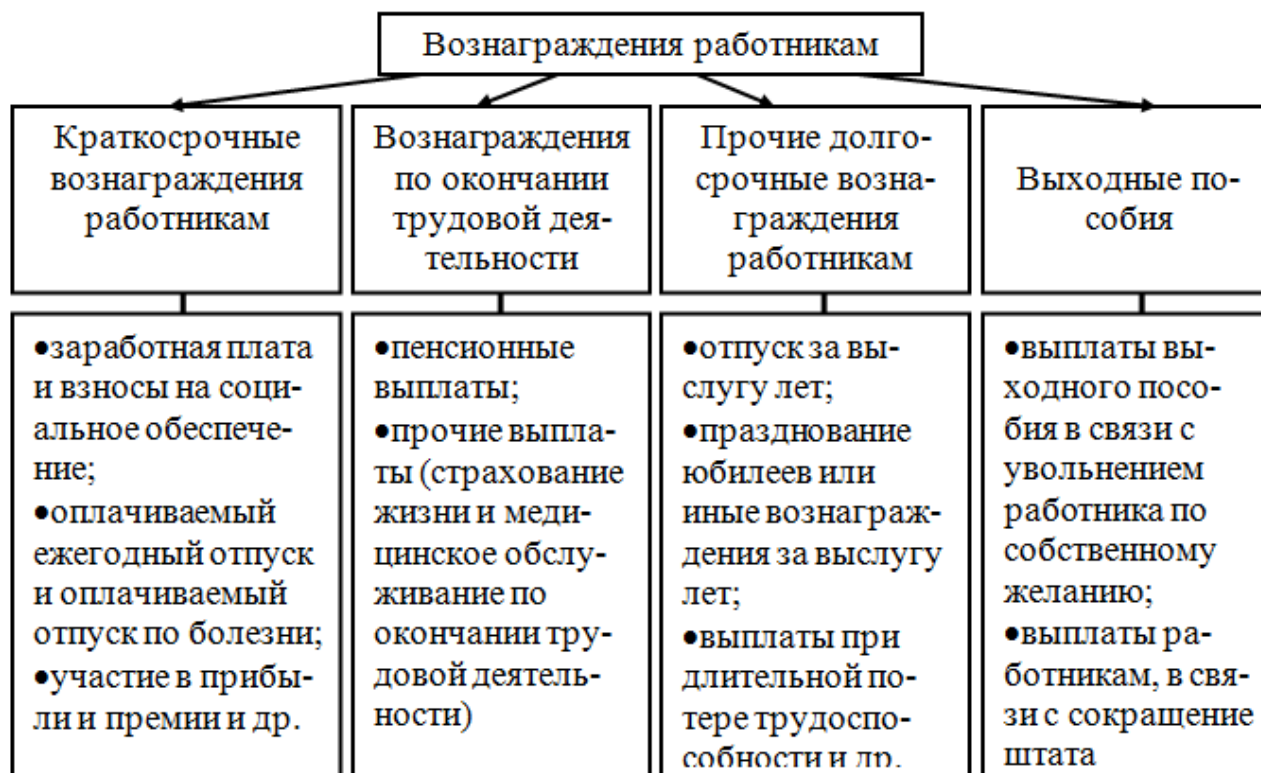 Вознаграждения работникам
Краткосрочные
вознаграждения
работникам
Вознаграждения
по окончании
трудовой дея-
тельности
Прочие долго-
срочные возна-
граждения
работникам
Выходные по-
собия
•заработная плата
и взносы на соци-
альное обеспече-
ние;
•оплачиваемый
ежегодный отпуск
и оплачиваемый
отпуск по болезни;
•участие в прибы-
ли и премии и др.
•пенсионные
выплаты;
•прочие выпла-
ты (страхование
жизни и меди-
цинское обслу-
живание по
окончании тру-
довой деятель-
ности)
•отпуск за вы-
слугу лет;
•празднование
юбилеев или
иные вознаграж-
дения за выслугу
лет;
•выплаты при
длительной по-
тере трудоспо-
собности и др.
•выплаты вы-
ходного посо-
бия в связи с
увольнением
работника по
собственному
желанию;
•выплаты ра-
ботникам, в свя-
зи с сокращение
штата